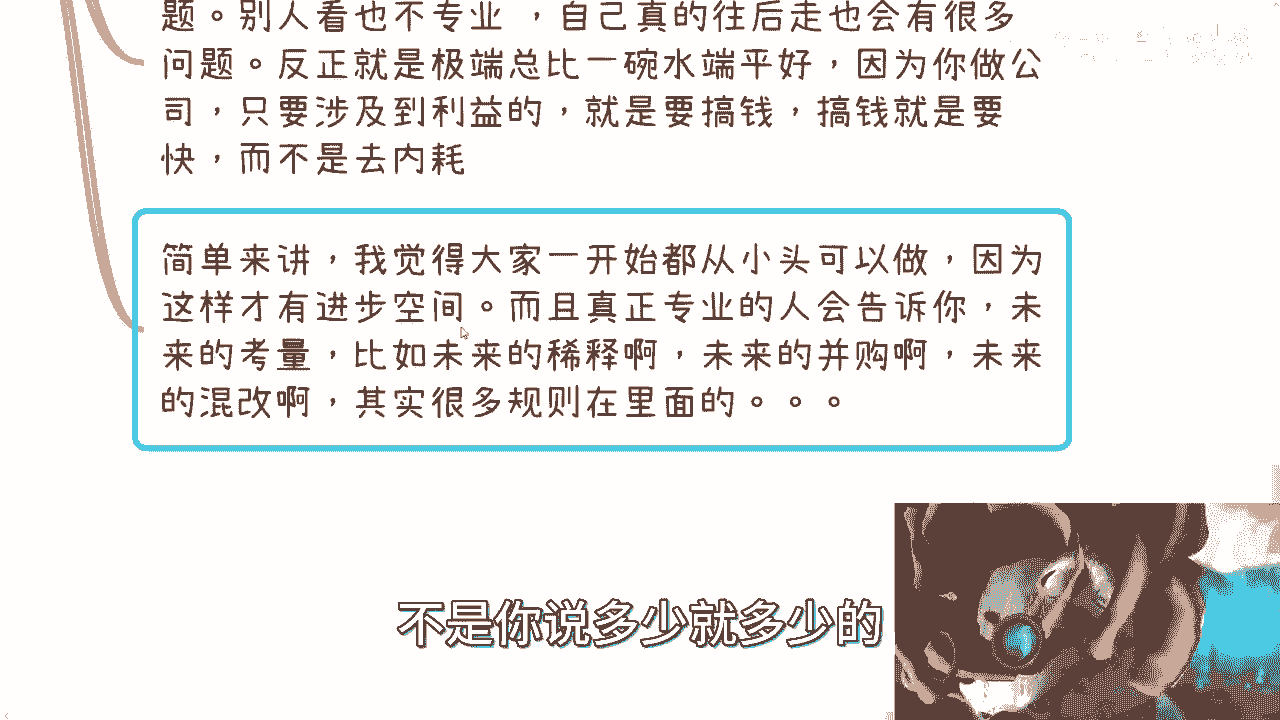 题。别人看也不专业 ，自己真的往后走也会有很多
问题。反正就是极端总比一碗水端平好，因为你做公
司，只要涉及到利益的，就是要搞钱，搞钱就是要
快，而不是去内耗
简单来讲，我觉得大家一开始都从小头可以做，因为
这样才有进步空间。而且真正专业的人会告诉你，未
来的考量，比如未来的稀释啊，未来的并购啊，未来
的混改啊，其实很多规则在里面的。。。
不是你说多少就多少的